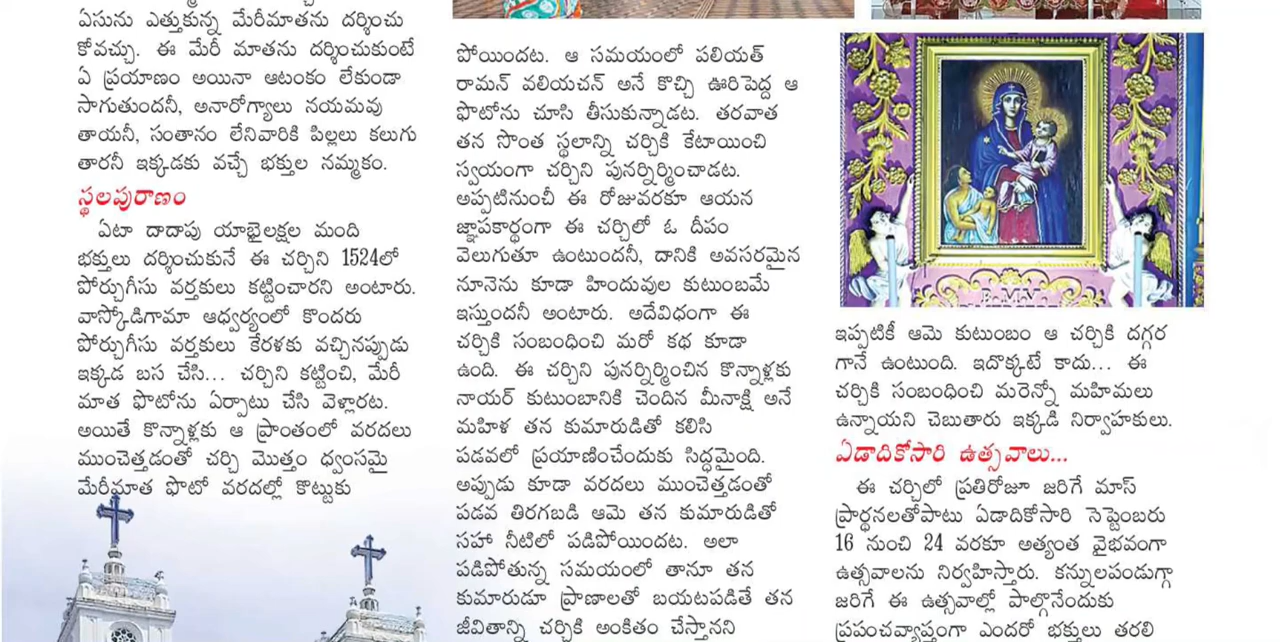 ఏసును ఎత్తుకున్న మేరీమాతను దర్శించు
కోవచ్చు. ఈ మేరీ మాతను దర్శించుకుంటే
ఏ ప్రయాణం అయినా ఆటంకం లేకుండా
సాగుతుందనీ, అనారోగ్యాలు నయమవు
తాయనీ, సంతానం లేనివారికి పిల్లలు కలుగు
తారనీ ఇక్కడకు వచ్చే భక్తుల నమ్మకం.
స్థలపురాణం
ఏటా దాదాపు యాభైలక్షల మంది
భక్తులు దర్శించుకునే ఈ చర్చిని 1524లో
పోర్చుగీసు వర్తకులు కట్టించారని అంటారు.
వాస్కోడిగామా ఆధ్వర్యంలో కొందరు
పోర్చుగీసు వర్తకులు కేరళకు వచ్చినప్పుడు
ఇక్కడ బస చేసి... చర్చిని కట్టించి, మేరీ
మాత ఫొటోను ఏర్పాటు చేసి వెళ్లారట.
అయితే కొన్నాళ్లకు ఆ ప్రాంతంలో వరదలు
ముంచెత్తడంతో చర్చి మొత్తం ధ్వంసమై
మేరీమాత ఫొటో వరదల్లో కొట్టుకు
పోయిందట. ఆ సమయంలో పలియత్
రామన్ వలియచన్ అనే కొచ్చి ఊరిపెద్ద ఆ
ఫొటోను చూసి తీసుకున్నాడట. తరవాత
తన సొంత స్థలాన్ని చర్చికి కేటాయించి
స్వయంగా చర్చిని పునర్నిర్మించాడట.
అప్పటినుంచీ ఈ రోజువరకూ ఆయన
జ్ఞాపకార్థంగా ఈ చర్చిలో ఓ దీపం
వెలుగుతూ ఉంటుందనీ, దానికి అవసరమైన
నూనెను కూడా హిందువుల కుటుంబమే
ఇస్తుందనీ అంటారు. అదేవిధంగా ఈ
చర్చికి సంబంధించి మరో కథ కూడా
ఉంది. ఈ చర్చిని పునర్నిర్మించిన కొన్నాళ్లకు
నాయర్ కుటుంబానికి చెందిన మీనాక్షి అనే
మహిళ తన కుమారుడితో కలిసి
పడవలో ప్రయాణించేందుకు సిద్ధమైంది.
అప్పుడు కూడా వరదలు ముంచెత్తడంతో
పడవ తిరగబడి ఆమె తన కుమారుడితో
సహా నీటిలో పడిపోయిందట. అలా
పడిపోతున్న సమయంలో తానూ తన
కుమారుడూ ప్రాణాలతో బయటపడితే తన
జీవితాన్ని చర్చికి అంకితం చేస్తానని
ఇప్పటికీ ఆమె కుటుంబం ఆ చర్చికి దగ్గర
గానే ఉంటుంది. ఇదొక్కటే కాదు... ఈ
చర్చికి సంబంధించి మరెన్నో మహిమలు
ఉన్నాయని చెబుతారు ఇక్కడి నిర్వాహకులు.
ఏడాదికోసారి ఉత్సవాలు...
ఈ చర్చిలో ప్రతిరోజూ జరిగే మాస్
ప్రార్థనలతోపాటు ఏడాదికోసారి సెప్టెంబరు
16 నుంచి 24 వరకూ అత్యంత వైభవంగా
ఉత్సవాలను నిర్వహిస్తారు. కన్నులపండుగ్గా
జరిగే ఈ ఉత్సవాల్లో పాల్గొనేందుకు
ప్రపంచవ్యాప్తంగా ఎందరో భక్తులు తరలి